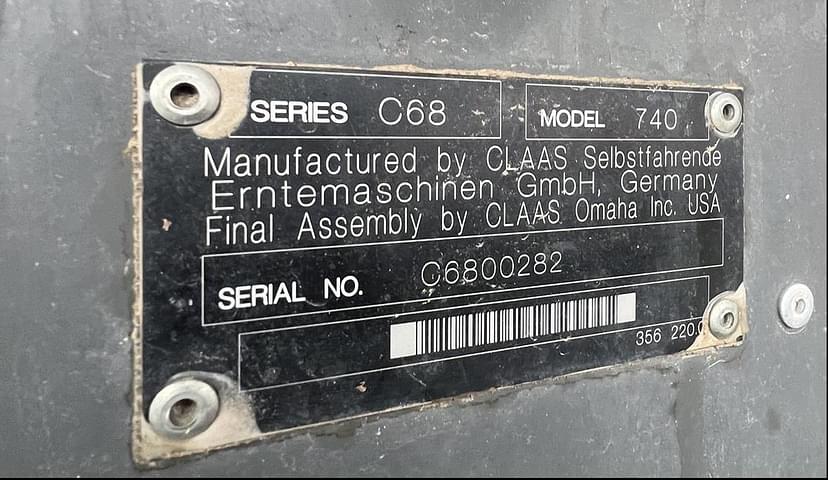 SERIES C68 MODEL 740
Manufactured by CLAAS Selbstfahrende
Erntemaschinen GmbH, Germany
Final Assembly by CLAAS Omaha Inc. USA
SERIAL NO. C6800282
356 220.